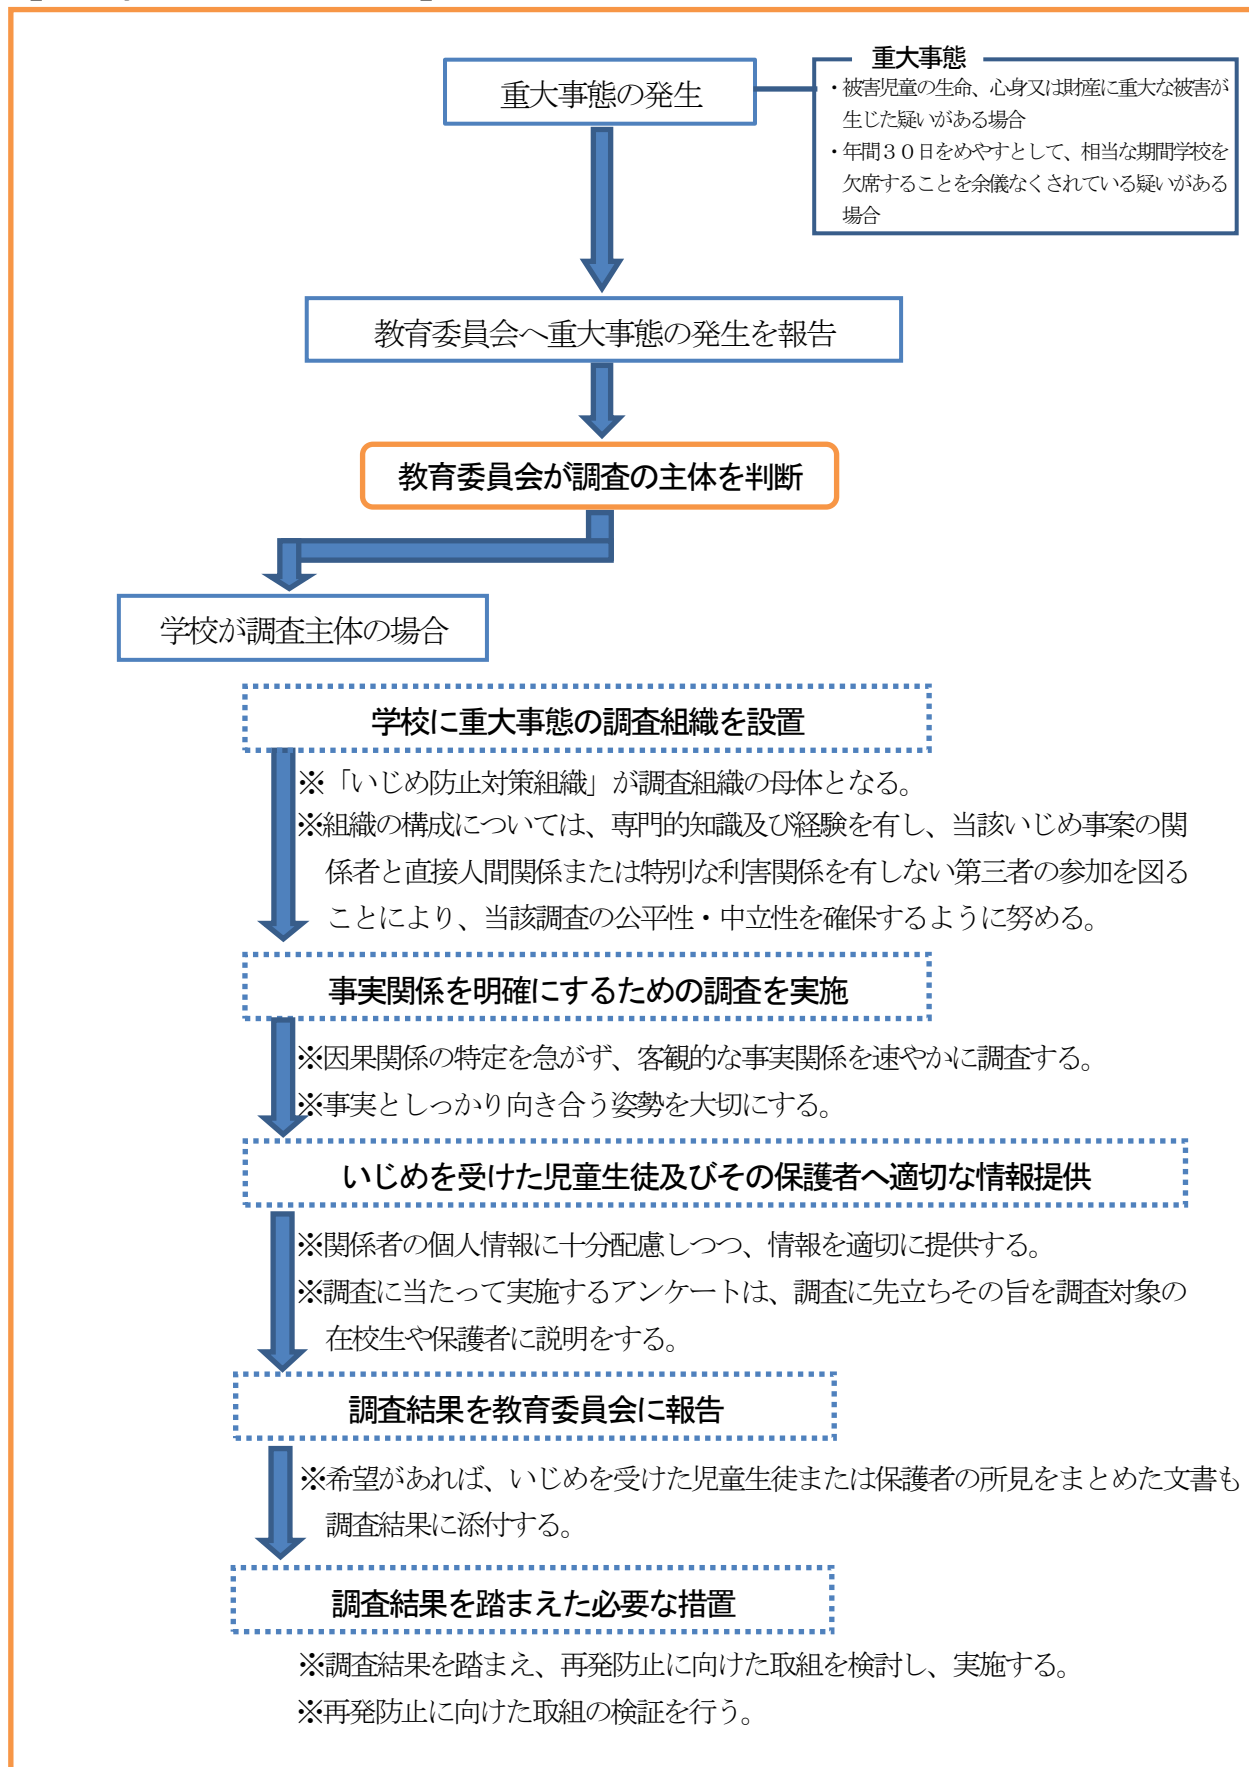 重大事態の発生
重大事態
・被害児童の生命、心身又は財産に重大な被害が
生じた疑いがある場合
・年間３０日をめやすとして、相当な期間学校を
欠席することを余儀なくされている疑いがある
場合
教育委員会へ重大事態の発生を報告
教育委員会が調査の主体を判断
学校が調査主体の場合
学校に重大事態の調査組織を設置
※「いじめ防止対策組織」が調査組織の母体となる。
※組織の構成については、専門的知識及び経験を有し、当該いじめ事案の関
係者と直接人間関係または特別な利害関係を有しない第三者の参加を図る
ことにより、当該調査の公平性・中立性を確保するように努める。
事実関係を明確にするための調査を実施
※因果関係の特定を急がず、客観的な事実関係を速やかに調査する。
※事実としっかり向き合う姿勢を大切にする。
いじめを受けた児童生徒及びその保護者へ適切な情報提供
※関係者の個人情報に十分配慮しつつ、情報を適切に提供する。
※調査に当たって実施するアンケートは、調査に先立ちその旨を調査対象の
在校生や保護者に説明をする。
調査結果を教育委員会に報告
※希望があれば、いじめを受けた児童生徒または保護者の所見をまとめた文書も
調査結果に添付する。
調査結果を踏まえた必要な措置
※調査結果を踏まえ、再発防止に向けた取組を検討し、実施する。
※再発防止に向けた取組の検証を行う。